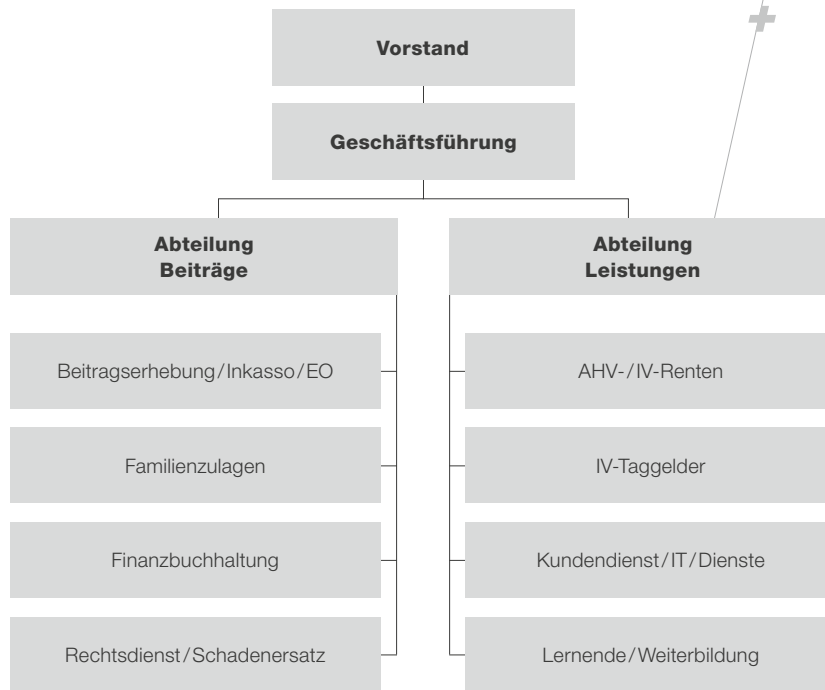 Vorstand
Geschäftsführung
Abteilung
Beiträge
Beitragserhebung/Inkasso/EO
Familienzulagen
Finanzbuchhaltung
Rechtsdienst/Schadenersatz
Abteilung
Leistungen
AHV-/IV-Renten
IV-Taggelder
Kundendienst/IT/Dienste
Lernende/Weiterbildung